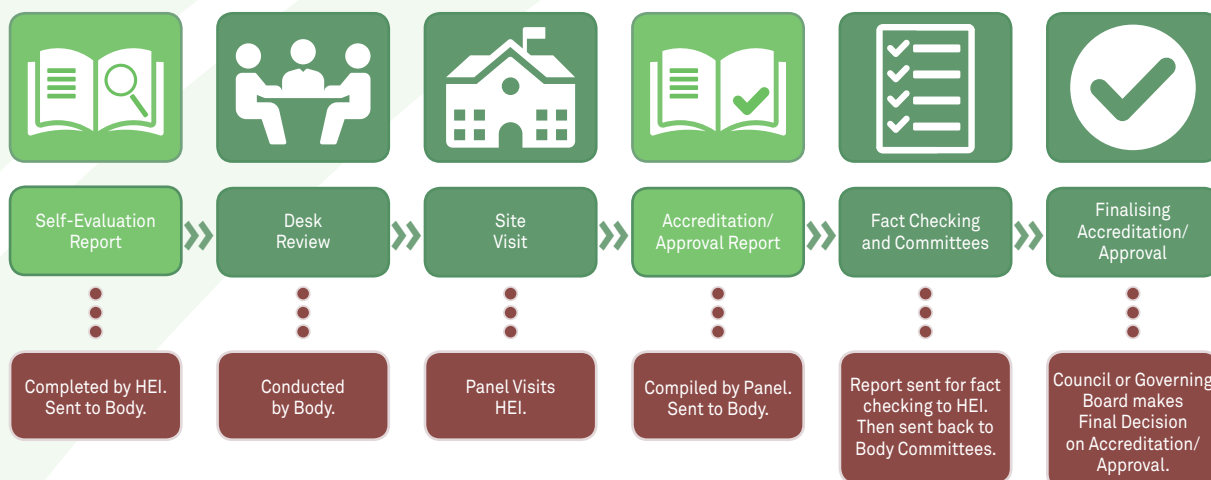 Self-Evaluation
Report
Desk
Review
Site
Visit
Accreditation/
Approval Report
Fact Checking
and Committees
Finalising
Accreditation/
Approval
Completed by HEI.
Sent to Body.
Conducted
by Body.
Panel Visits
HEI.
Compiled by Panel.
Sent to Body.
Report sent for fact
checking to HEI.
Then sent back to
Body Committees.
Council or Governing
Board makes
Final Decision
on Accreditation/
Approval.